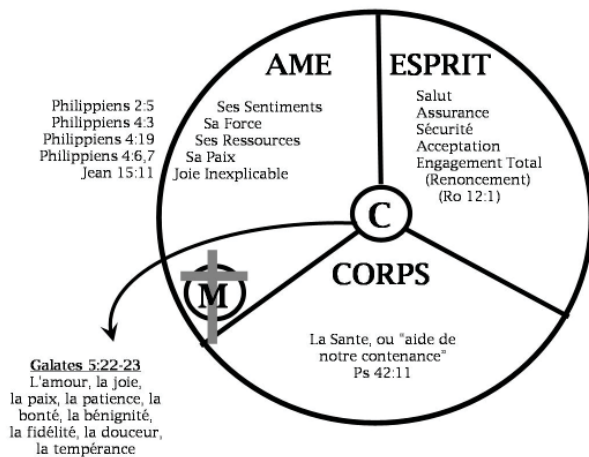 AME
ESPRIT
Philippiens 2:5
Philippiens 4:3
Philippiens 4:19
Philippiens 4:6,7
Jean 15:11
Ses Sentiments
Sa Force
Ses Ressources
Sa Paix
Joie Inexplicable
Salut
Assurance
Sécurité
Acceptation
Engagement Total
(Renoncement)
(Ro 12:1)
C
M
CORPS
La Sante, ou "aide de
notre contenance"
Ps 42:11
Galates 5:22-23
L'amour, la joie,
la paix, la patience, la
bonté, la bénignité,
la fidélité, la douceur,
la tempérance